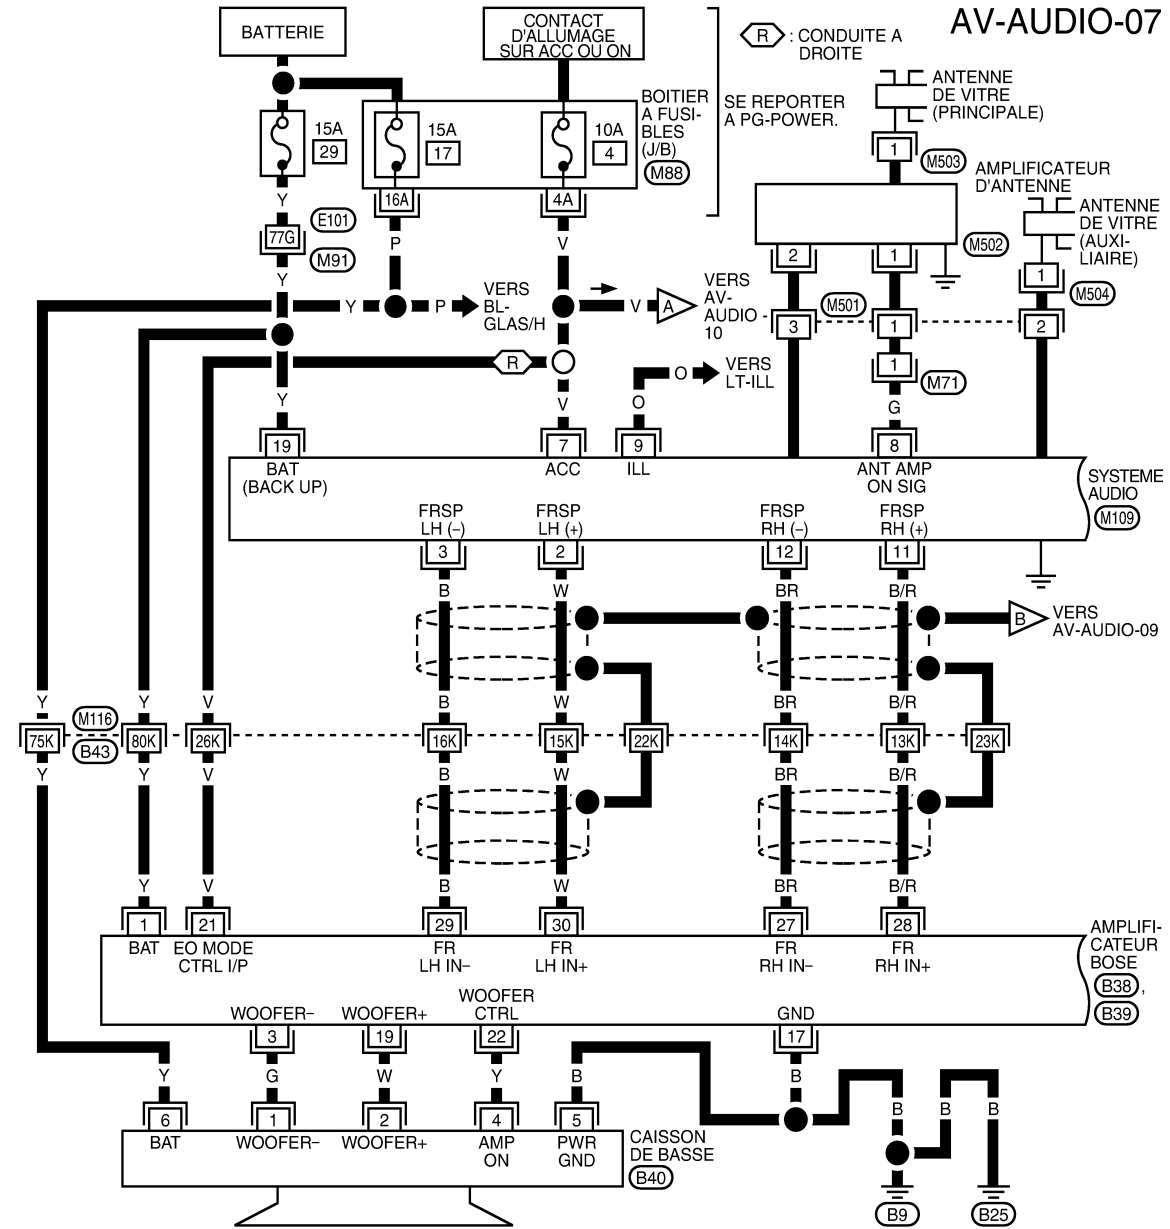 AV-AUDIO-07
BATTERIE
CONTACT
D'ALLUMAGE
SUR ACC OU ON
R : CONDUITE A
DROITE
SE REPORTER
A PG-POWER.
BOITIER
A FUSI-
BLES
(J/B)
M88
15A
29
15A
17
10A
4
16A
4A
ANTENNE
DE VITRE
(PRINCIPALE)
1
M503
AMPLIFICATEUR
D'ANTENNE
ANTENNE
DE VITRE
(AUXI-
LIAIRE)
1
M504
M502
2
1
M501
3
1
2
1
M71
G
Y
E101
77G
M91
Y
P
V
Y
P
VERS
BL-
GLAS/H
V
A
VERS
AV-
AUDIO -
10
R
Y
V
O
O
VERS
LT-ILL
19
7
9
8
BAT
(BACK UP)
ACC
ILL
ANT AMP
ON SIG
SYSTEME
AUDIO
M109
FRSP
LH (–)
FRSP
LH (+)
FRSP
RH (–)
FRSP
RH (+)
3
2
12
11
B
W
BR
B/R
B
VERS
AV-AUDIO-09
Y
Y
V
B
W
BR
B/R
M116
B43
75K
80K
26K
16K
15K
22K
14K
13K
23K
Y
Y
V
B
W
BR
B/R
Y
V
B
W
BR
B/R
1
21
29
30
27
28
BAT
EO MODE
CTRL I/P
FR
LH IN–
FR
LH IN+
FR
RH IN–
FR
RH IN+
AMPLIFI-
CATEUR
BOSE
B38 ,
B39
WOOFER–
WOOFER+
WOOFER
CTRL
GND
3
19
22
17
Y
G
W
Y
B
B
B
B
B
6
1
2
4
5
BAT
WOOFER–
WOOFER+
AMP
ON
PWR
GND
CAISSON
DE BASSE
B40
B9
B25